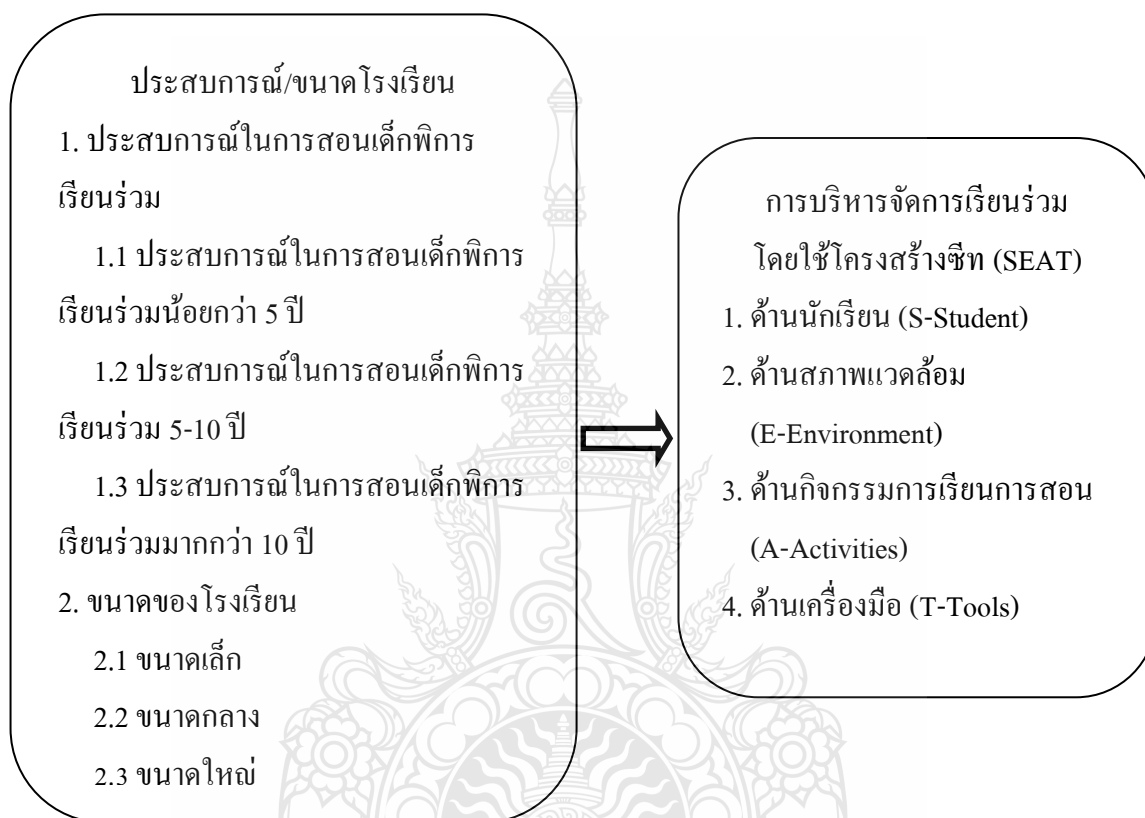 ประสบการณ์/ขนาดโรงเรียน
1. ประสบการณ์ในการสอนเด็กพิการ
เรียนร่วม
1.1 ประสบการณ์ในการสอนเด็กพิการ
เรียนร่วมน้อยกว่า 5 ปี
1.2 ประสบการณ์ในการสอนเด็กพิการ
เรียนร่วม 5-10 ปี
1.3 ประสบการณ์ในการสอนเด็กพิการ
เรียนร่วมมากกว่า 10 ปี
2. ขนาดของโรงเรียน
2.1 ขนาดเล็ก
2.2 ขนาดกลาง
2.3 ขนาดใหญ่
การบริหารจัดการเรียนร่วม
โดยใช้โครงสร้างซีท (SEAT)
1. ด้านนักเรียน (S-Student)
2. ด้านสภาพแวดล้อม
(E-Environment)
3. ด้านกิจกรรมการเรียนการสอน
(A-Activities)
4. ด้านเครื่องมือ (T-Tools)